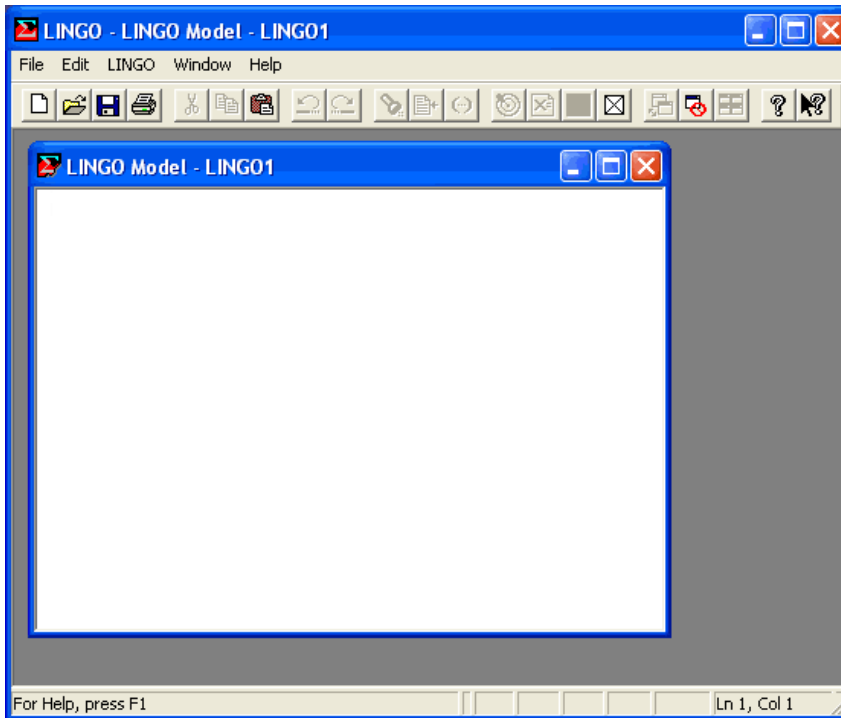 LINGO - LINGO Model - LINGO1
File Edit LINGO Window Help
LINGO Model - LINGO1
For Help, press F1
Ln 1, Col 1